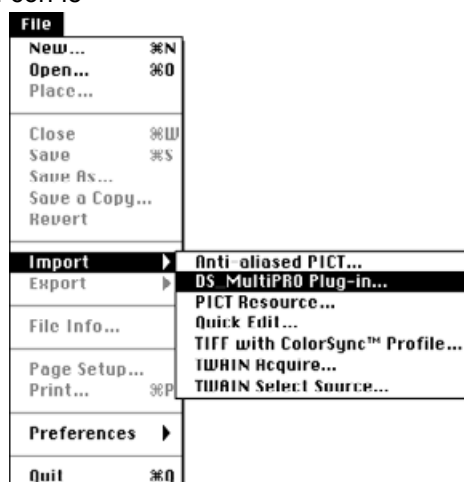 File
New... ⌘N
Open... ⌘O
Place...
Close ⌘W
Save ⌘S
Save As...
Save a Copy...
Revert
Import
Export
File Info...
Page Setup...
Print... ⌘P
Preferences
Quit ⌘Q
Anti-aliased PICT...
DS_MultiPRO Plug-in...
PICT Resource...
Quick Edit...
TIFF with ColorSync™ Profile...
TWAIN Acquire...
TWAIN Select Source...